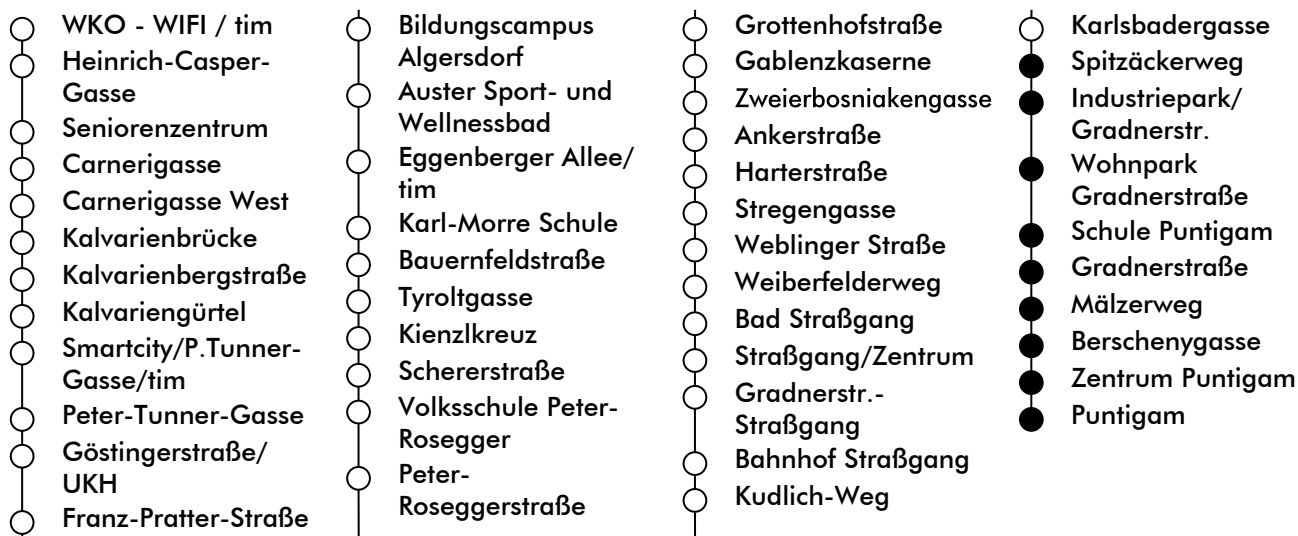 WKO - WIFI / tim
Heinrich-Casper-
Gasse
Seniorenzentrum
Carnerigasse
Carnerigasse West
Kalvarienbrücke
Kalvarienbergstraße
Kalvariengürtel
Smartcity/P.Tunner-
Gasse/tim
Peter-Tunner-Gasse
Göstingerstraße/
UKH
Franz-Pratter-Straße
Bildungscampus
Algersdorf
Auster Sport- und
Wellnessbad
Eggenberger Allee/
tim
Karl-Morre Schule
Bauernfeldstraße
Tyroltgasse
Kienzlkreuz
Schererstraße
Volksschule Peter-
Rosegger
Peter-
Roseggerstraße
Grottenhofstraße
Gablenzkaserne
Zweierbosniakengasse
Ankerstraße
Harterstraße
Stregengasse
Weblinger Straße
Weiberfelderweg
Bad Straßgang
Straßgang/Zentrum
Gradnerstr.-
Straßgang
Bahnhof Straßgang
Kudlich-Weg
Karlsbadergasse
Spitzäckerweg
Industriepark/
Gradnerstr.
Wohnpark
Gradnerstraße
Schule Puntigam
Gradnerstraße
Mälzerweg
Berschenygasse
Zentrum Puntigam
Puntigam